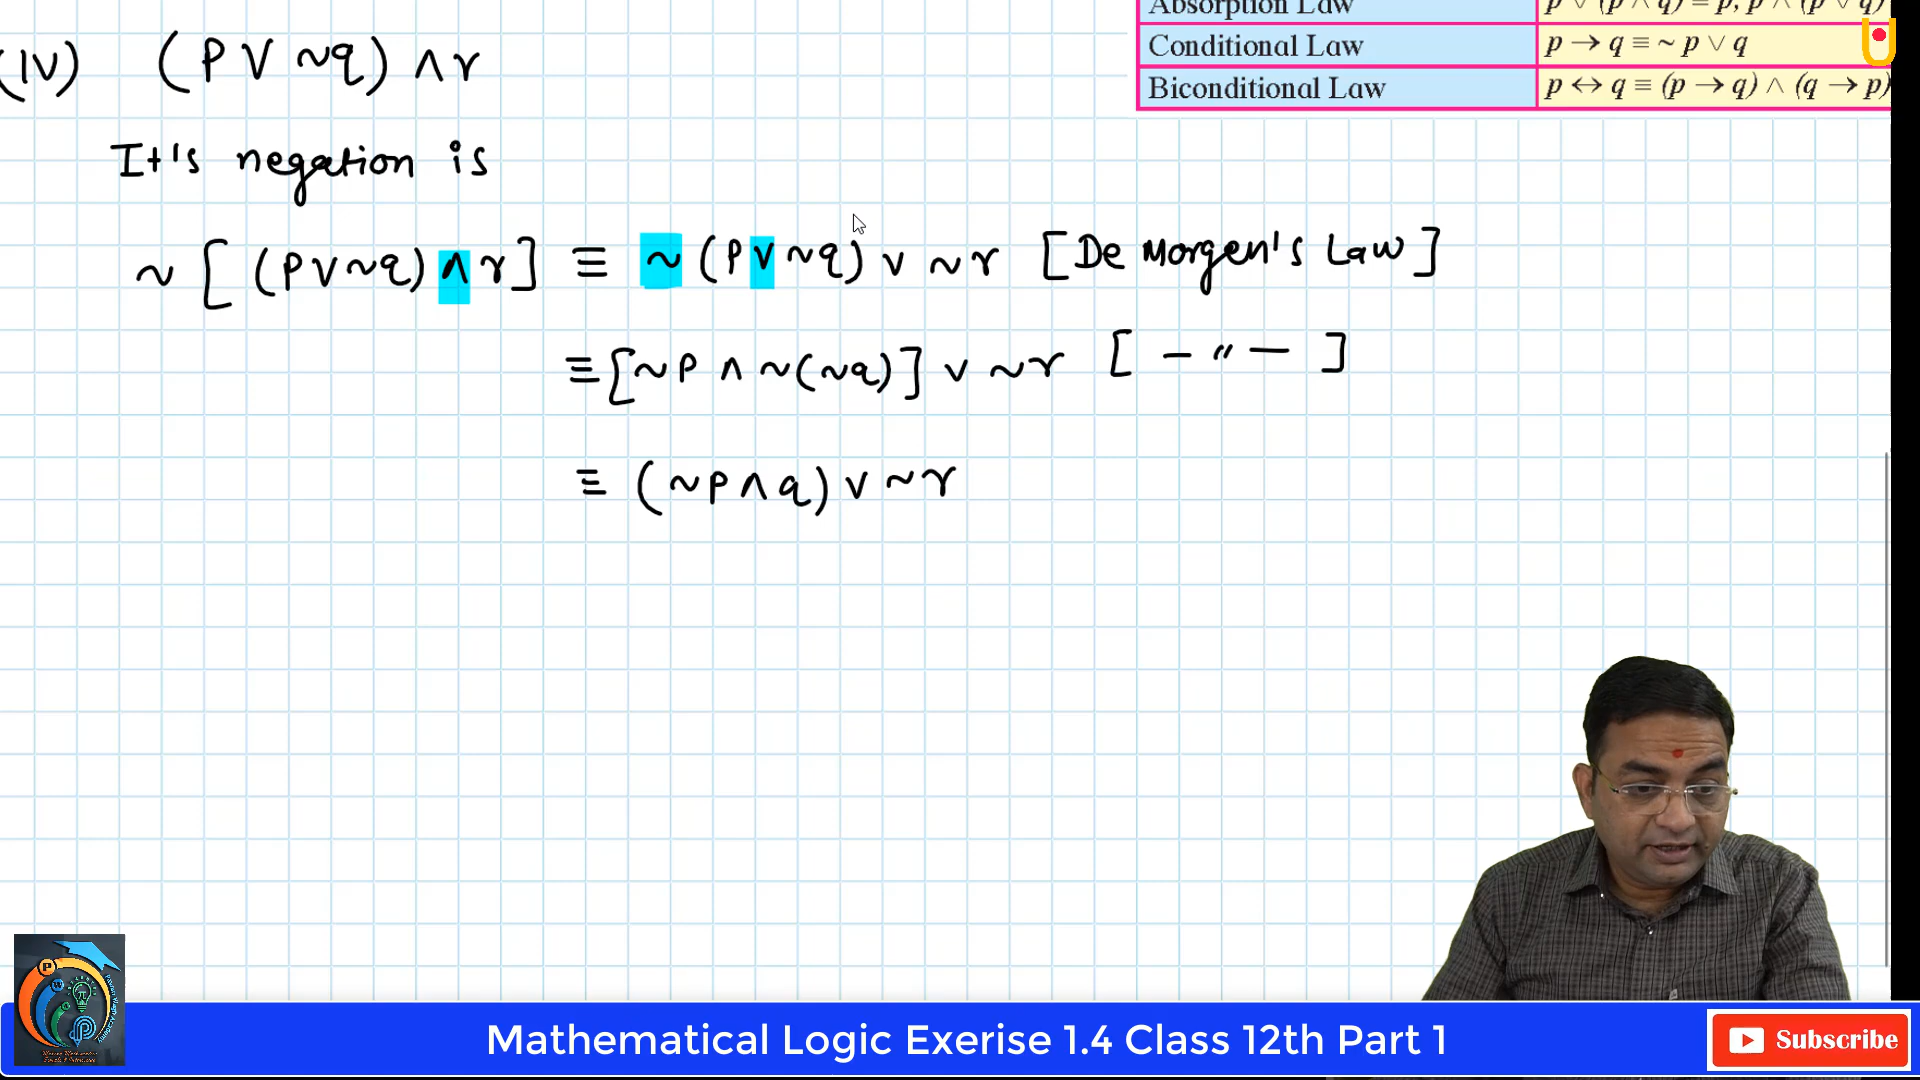 Absorption Law p ∨ (p ∧ q) ≡ p, p ∧ (p ∨ q)
Conditional Law p → q ≡ ~ p ∨ q
Biconditional Law p ↔ q ≡ (p → q) ∧ (q → p)
(IV) (P ∨ ~q) ∧ r
It's negation is
~ [ (P ∨ ~q) ∧ r ] ≡ ~ (P ∨ ~q) ∨ ~r [De Morgen's Law]
≡ [~P ∧ ~(~q)] ∨ ~r [ — " — ]
≡ (~P ∧ q) ∨ ~r
Mathematical Logic Exerise 1.4 Class 12th Part 1
Subscribe